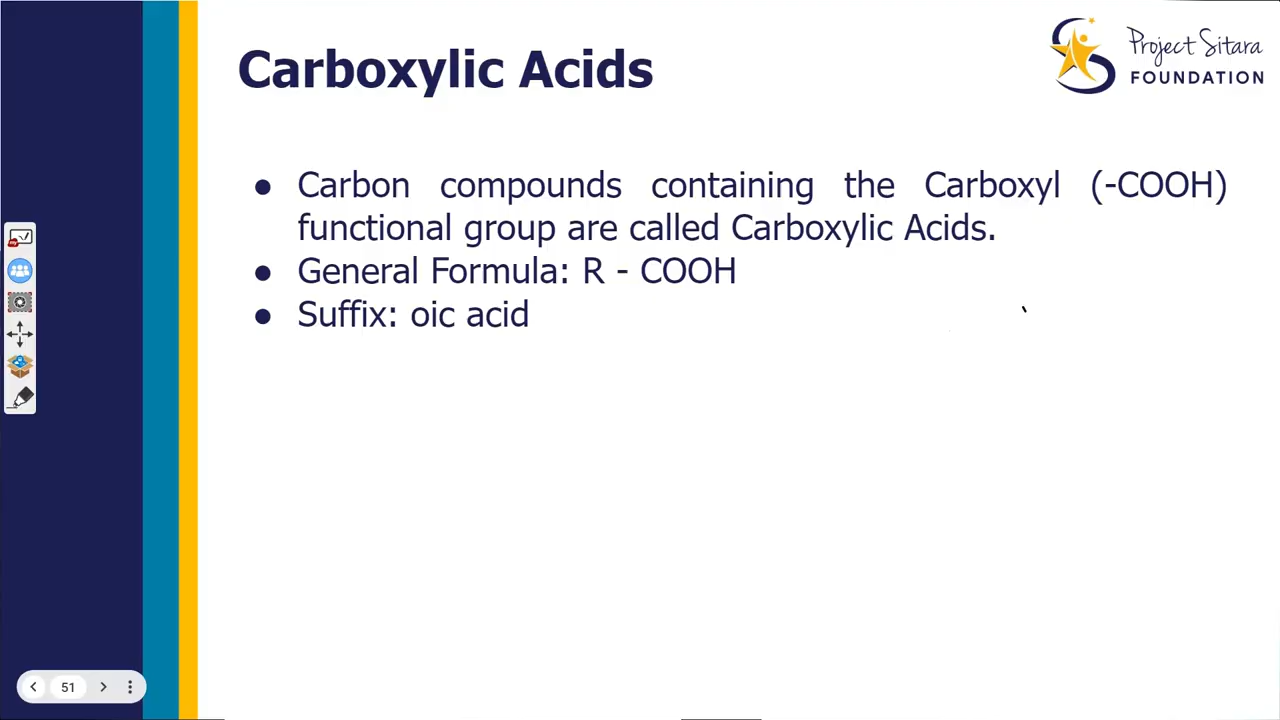 Carboxylic Acids
Project Sitara
FOUNDATION
● Carbon compounds containing the Carboxyl (-COOH)
functional group are called Carboxylic Acids.
● General Formula: R - COOH
● Suffix: oic acid
51